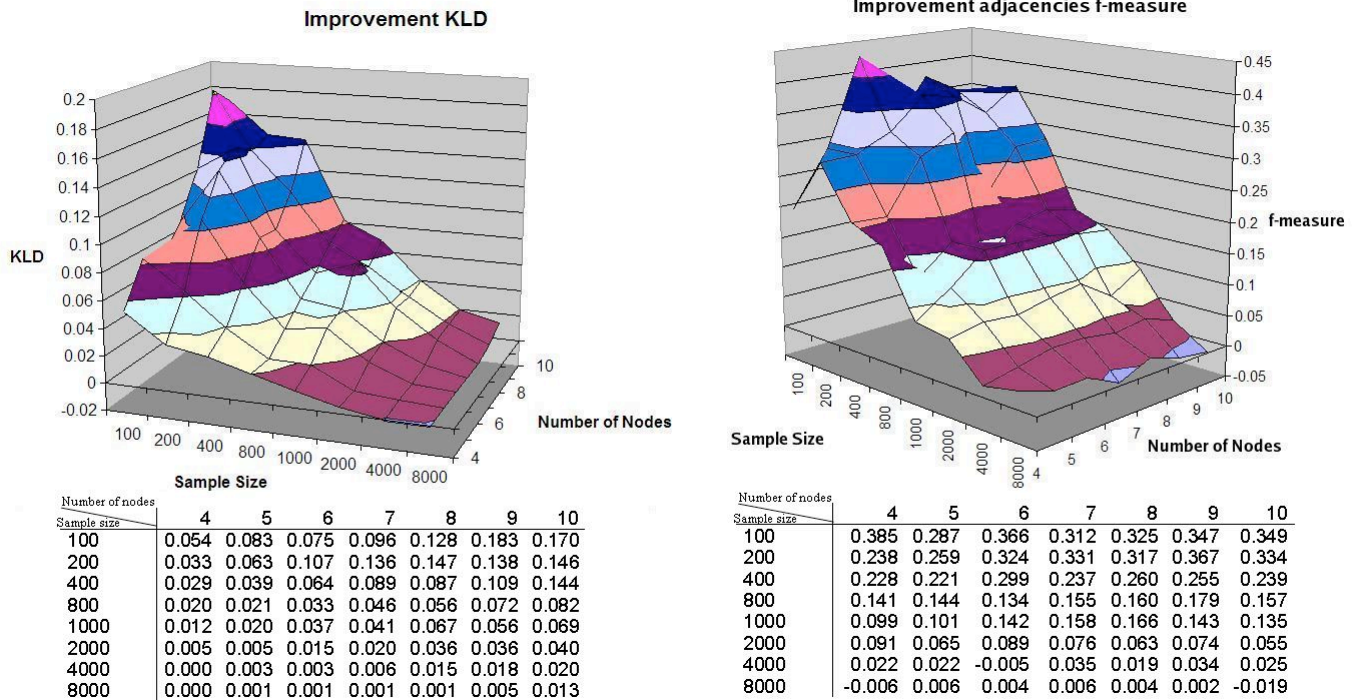 Improvement KLD
0.2
0.18
0.16
0.14
0.12
0.1
0.08
0.06
0.04
0.02
0
-0.02
KLD
100 200 400 800 1000 2000 4000 8000
Sample Size
4
6
8
10
Number of Nodes
Number of nodes
Sample size
4 5 6 7 8 9 10
100 0.054 0.083 0.075 0.096 0.128 0.183 0.170
200 0.033 0.063 0.107 0.136 0.147 0.138 0.146
400 0.029 0.039 0.064 0.089 0.087 0.109 0.144
800 0.020 0.021 0.033 0.046 0.056 0.072 0.082
1000 0.012 0.020 0.037 0.041 0.067 0.056 0.069
2000 0.005 0.005 0.015 0.020 0.036 0.036 0.040
4000 0.000 0.003 0.003 0.006 0.015 0.018 0.020
8000 0.000 0.001 0.001 0.001 0.001 0.005 0.013
Improvement adjacencies f-measure
0.45
0.4
0.35
0.3
0.25
0.2
0.15
0.1
0.05
0
-0.05
f-measure
100 200 400 800 1000 2000 4000 8000
Sample Size
4 5 6 7 8 9 10
Number of Nodes
Number of nodes
Sample size
4 5 6 7 8 9 10
100 0.385 0.287 0.366 0.312 0.325 0.347 0.349
200 0.238 0.259 0.324 0.331 0.317 0.367 0.334
400 0.228 0.221 0.299 0.237 0.260 0.255 0.239
800 0.141 0.144 0.134 0.155 0.160 0.179 0.157
1000 0.099 0.101 0.142 0.158 0.166 0.143 0.135
2000 0.091 0.065 0.089 0.076 0.063 0.074 0.055
4000 0.022 0.022 -0.005 0.035 0.019 0.034 0.025
8000 -0.006 0.006 0.004 0.006 0.004 0.002 -0.019